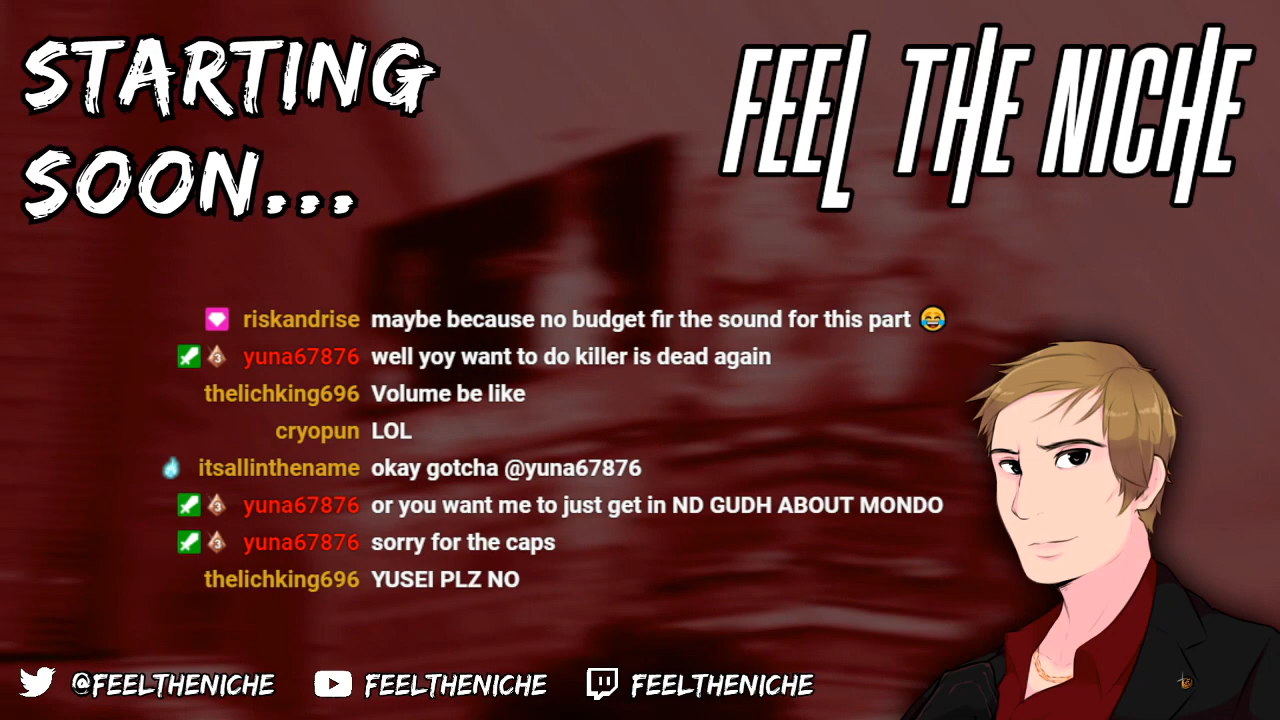 STARTING
SOON...
FEEL THE NICHE
riskandrise maybe because no budget fir the sound for this part 😂
3 yuna67876 well yoy want to do killer is dead again
thelichking696 Volume be like
cryopun LOL
itsallinthename okay gotcha @yuna67876
3 yuna67876 or you want me to just get in ND GUDH ABOUT MONDO
3 yuna67876 sorry for the caps
thelichking696 YUSEI PLZ NO
@FEELTHENICHE FEELTHENICHE FEELTHENICHE